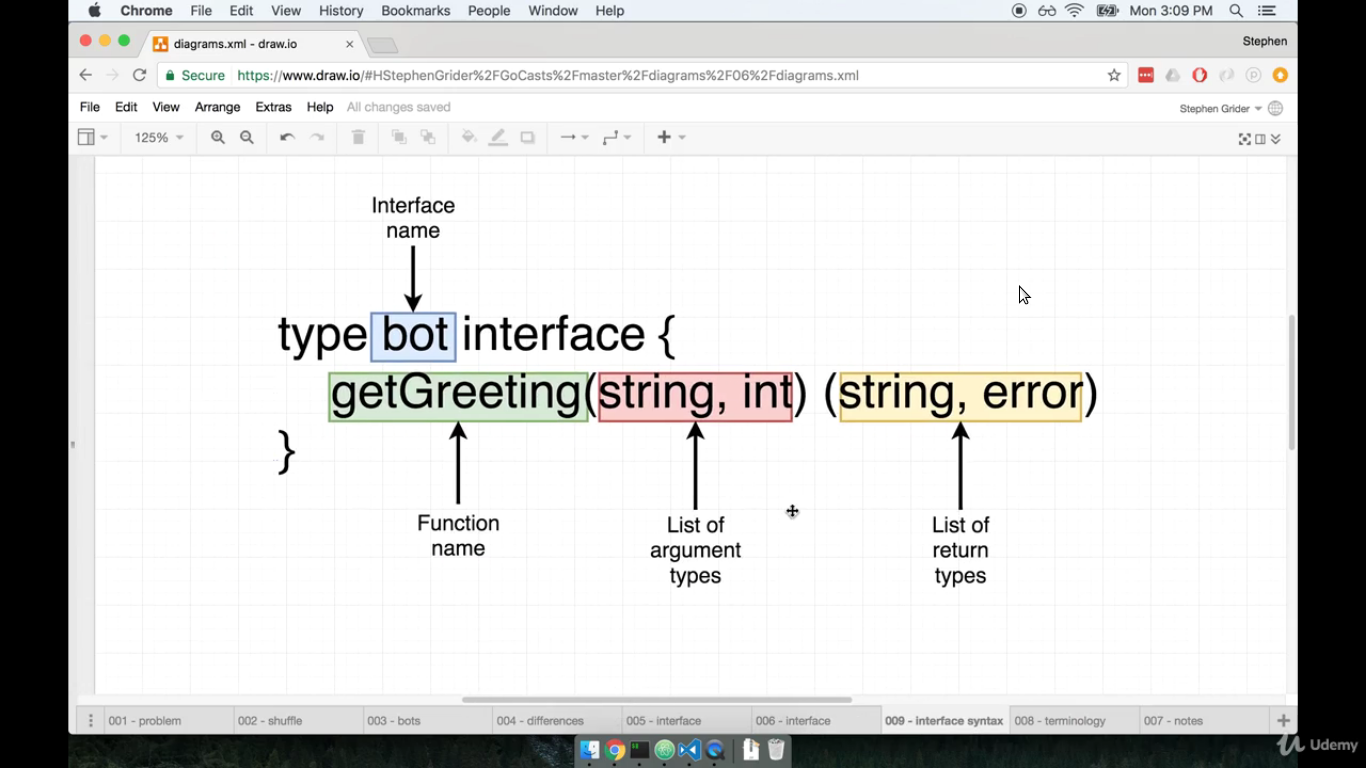 Chrome File Edit View History Bookmarks People Window Help Mon 3:09 PM
diagrams.xml - draw.io × Stephen
Secure https://www.draw.io/#HStephenGrider%2FGoCasts%2Fmaster%2Fdiagrams%2F06%2Fdiagrams.xml
File Edit View Arrange Extras Help All changes saved Stephen Grider
125%
Interface
name
type bot interface {
getGreeting(string, int) (string, error)
}
Function
name
List of
argument
types
List of
return
types
001 - problem 002 - shuffle 003 - bots 004 - differences 005 - interface 006 - interface 009 - interface syntax 008 - terminology 007 - notes
Udemy